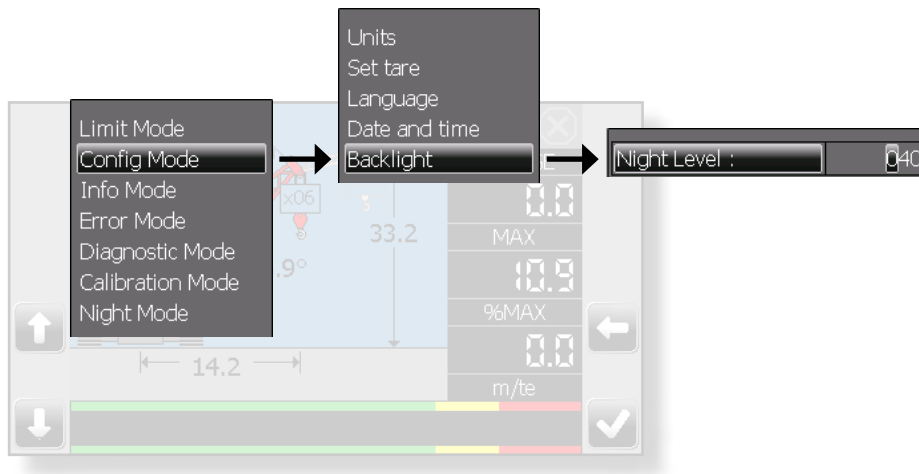 Units
Set tare
Language
Date and time
Backlight
Limit Mode
Config Mode
Info Mode
Error Mode
Diagnostic Mode
Calibration Mode
Night Mode
Night Level :
040
x06
33.2
.9°
14.2
0.0
MAX
10.9
%MAX
0.0
m/te